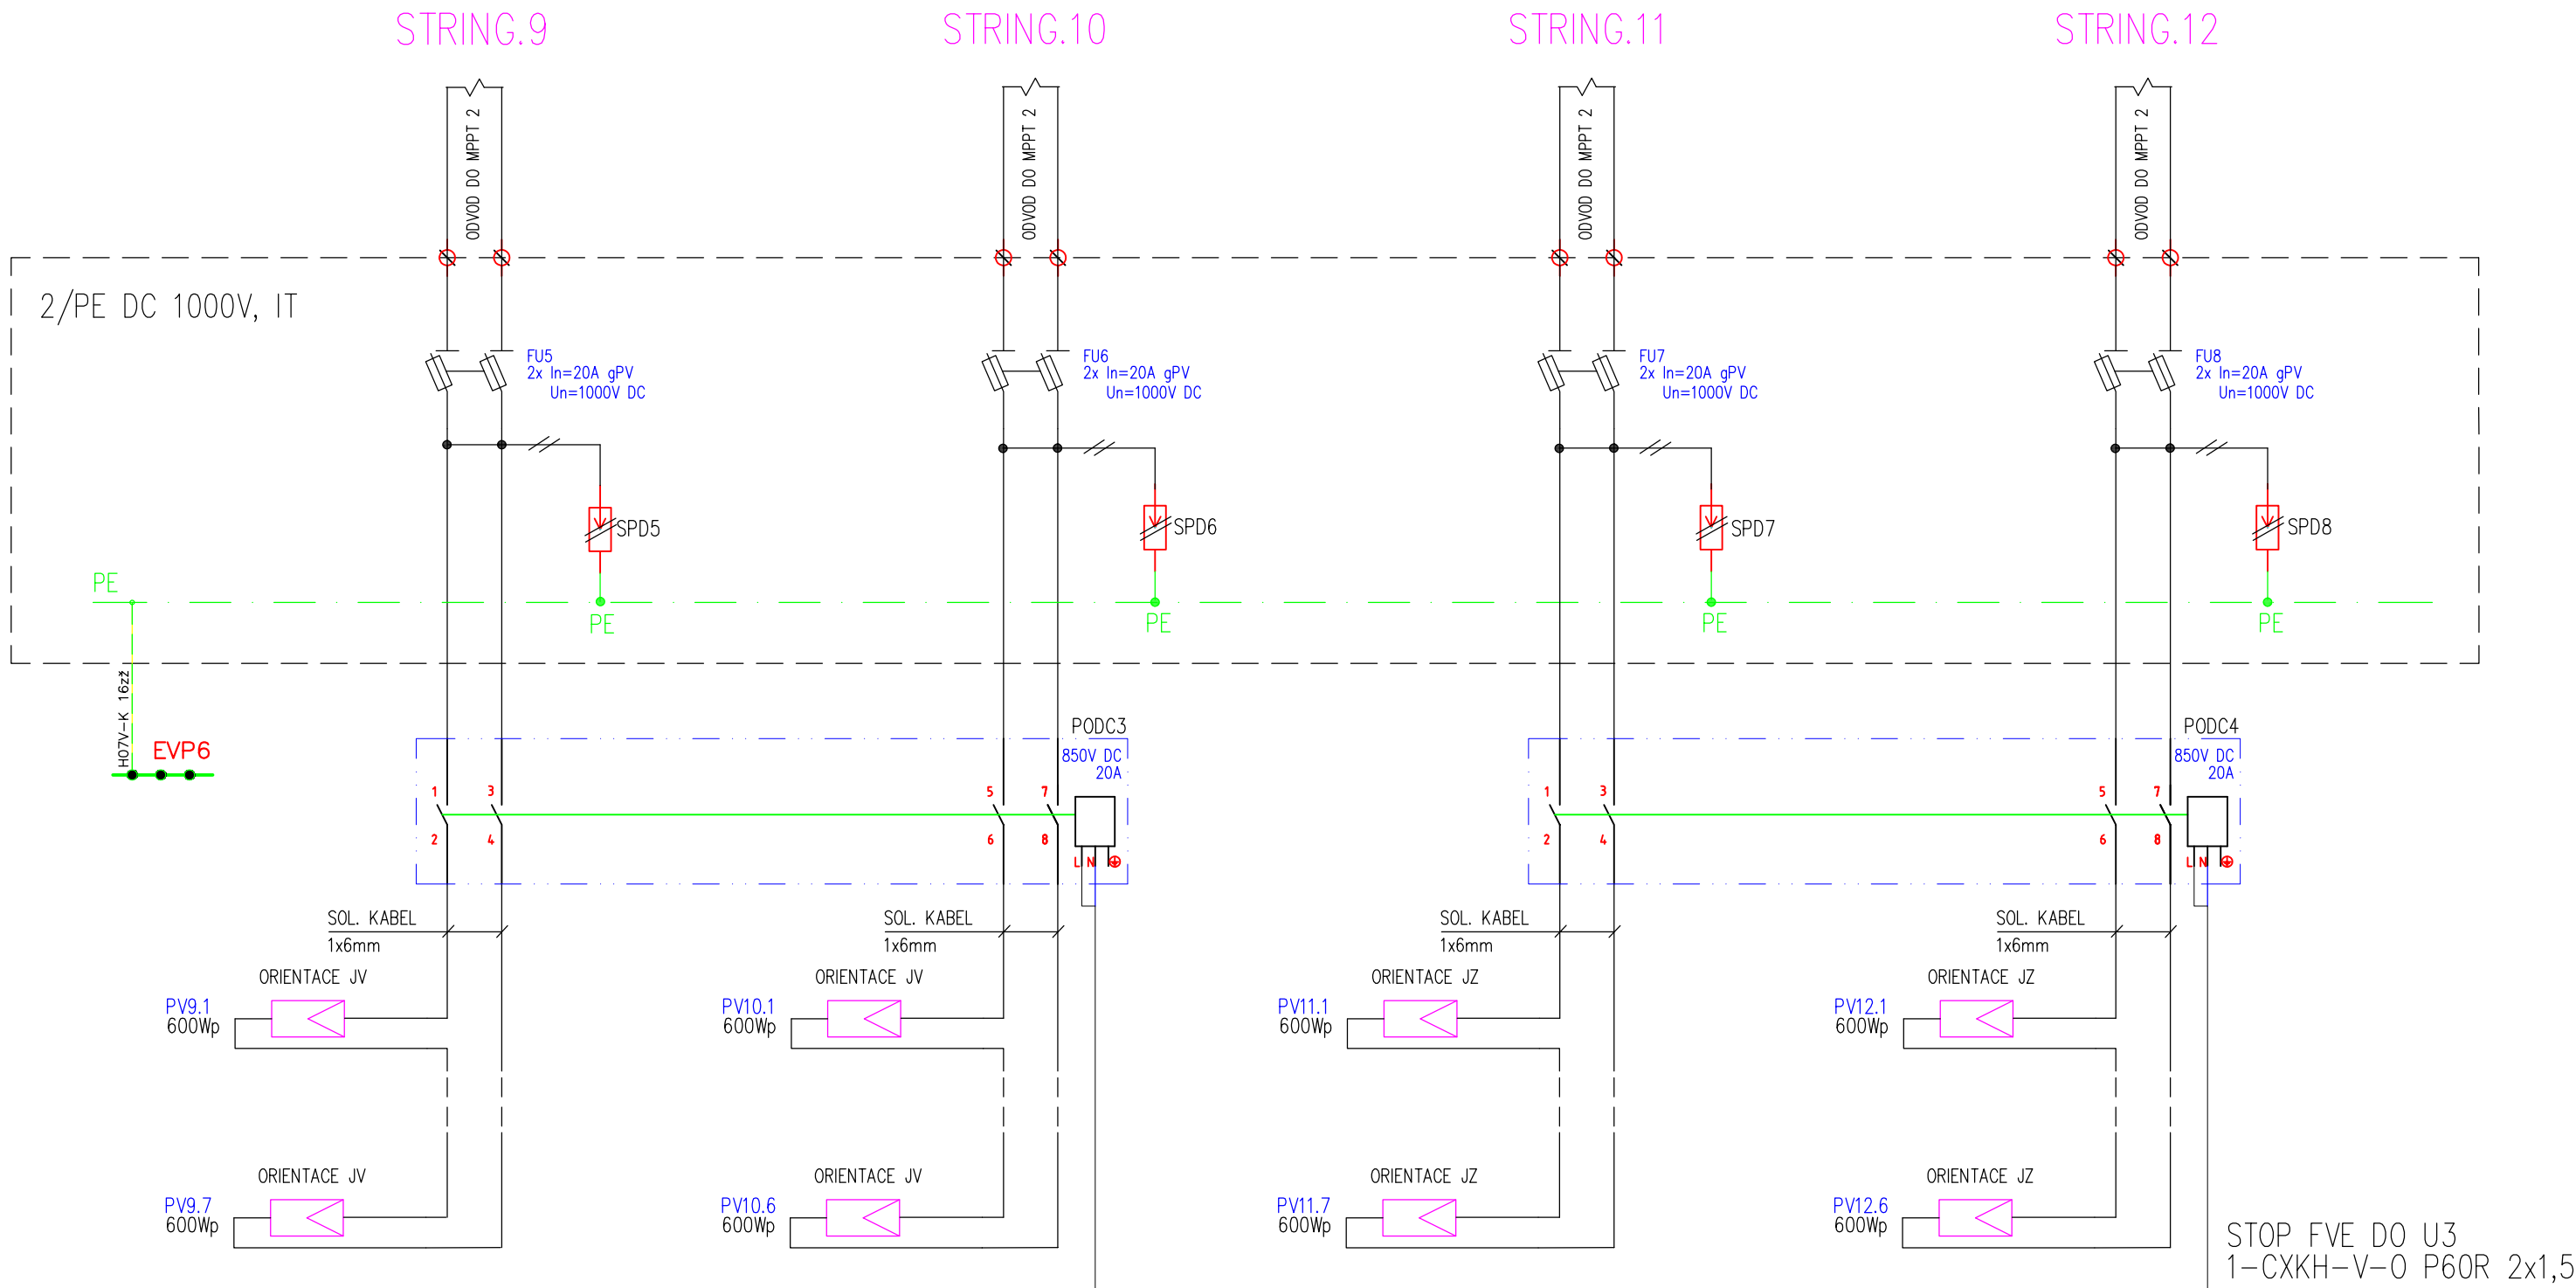 STRING.9
STRING.10
STRING.11
STRING.12
ODVOD DO MPPT 2
ODVOD DO MPPT 2
ODVOD DO MPPT 2
ODVOD DO MPPT 2
2/PE DC 1000V, IT
FU5
2x In=20A gPV
Un=1000V DC
FU6
2x In=20A gPV
Un=1000V DC
FU7
2x In=20A gPV
Un=1000V DC
FU8
2x In=20A gPV
Un=1000V DC
SPD5
SPD6
SPD7
SPD8
PE
PE
PE
PE
PE
H07V-K 16zž
EVP6
PODC3
850V DC
20A
1
3
5
7
2
4
6
8
L N
PODC4
850V DC
20A
1
3
5
7
2
4
6
8
L N
SOL. KABEL
1x6mm
SOL. KABEL
1x6mm
SOL. KABEL
1x6mm
SOL. KABEL
1x6mm
ORIENTACE JV
PV9.1
600Wp
ORIENTACE JV
PV10.1
600Wp
ORIENTACE JZ
PV11.1
600Wp
ORIENTACE JZ
PV12.1
600Wp
ORIENTACE JV
PV9.7
600Wp
ORIENTACE JV
PV10.6
600Wp
ORIENTACE JZ
PV11.7
600Wp
ORIENTACE JZ
PV12.6
600Wp
STOP FVE DO U3
1-CXKH-V-O P60R 2x1,5